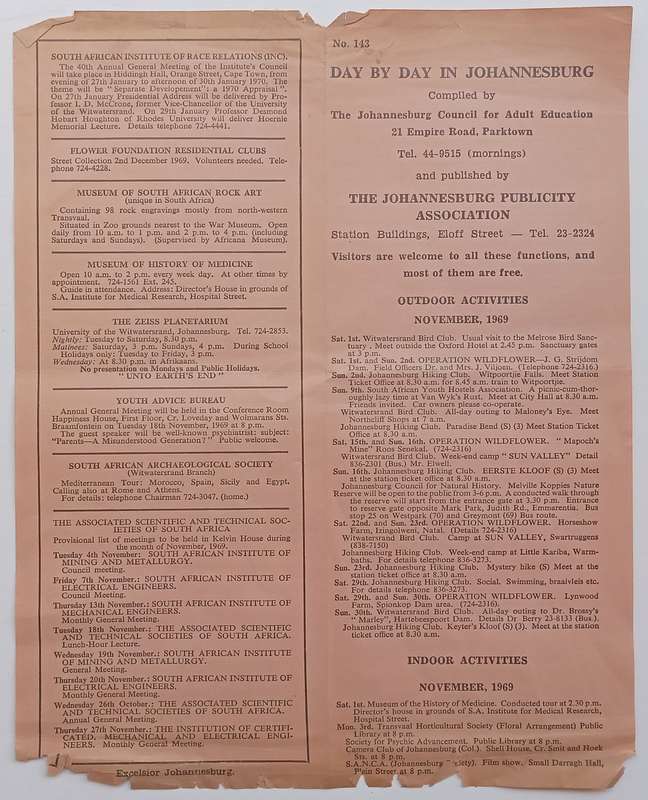 SOUTH AFRICAN INSTITUTE OF RACE RELATIONS (INC).
The 40th Annual General Meeting of the Institute's Council
will take place in Hiddingh Hall, Orange Street, Cape Town, from
evening of 27th January to afternoon of 30th January 1970. The
theme will be "Separate Developement": a 1970 Appraisal".
On 27th January Presidential Address will be delivered by Pro-
fessor I. D. McCrone, former Vice-Chancellor of the University
of the Witwatersrand. On 29th January Professor Desmond
Hobart Houghton of Rhodes University will deliver Hoernle
Memorial Lecture. Details telephone 724-4441.
FLOWER FOUNDATION RESIDENTIAL CLUBS
Street Collection 2nd December 1969. Volunteers needed. Tele-
phone 724-4228.
MUSEUM OF SOUTH AFRICAN ROCK ART
(unique in South Africa)
Containing 98 rock engravings mostly from north-western
Transvaal.
Situated in Zoo grounds nearest to the War Museum. Open
daily from 10 a.m. to 1 p.m. and 2 p.m. to 4 p.m. (including
Saturdays and Sundays). (Supervised by Africana Museum).
MUSEUM OF HISTORY OF MEDICINE
Open 10 a.m. to 2 p.m. every week day. At other times by
appointment. 724-1561 Ext. 245.
Guide in attendance. Address: Director's House in grounds of
S.A. Institute for Medical Research, Hospital Street.
THE ZEISS PLANETARIUM
University of the Witwatersrand, Johannesburg. Tel. 724-2853.
Nightly: Tuesday to Saturday, 8.30 p.m.
Matinees: Saturday, 3 p.m. Sundays, 4 p.m. During School
Holidays only: Tuesday to Friday, 3 p.m.
Wednesday: At 8.30 p.m. in Afrikaans.
No presentation on Mondays and Public Holidays.
"UNTO EARTH'S END"
YOUTH ADVICE BUREAU
Annual General Meeting will be held in the Conference Room
Happiness House, First Floor, Cr. Loveday and Wolmarans Sts.
Braamfontein on Tuesday 18th November, 1969 at 8 p.m.
The guest speaker will be well-known psychiatrist: subject:
"Parents—A Misunderstood Generation?" Public welcome.
SOUTH AFRICAN ARCHAEOLOGICAL SOCIETY
(Witwatersrand Branch)
Mediterranean Tour: Morocco, Spain, Sicily and Egypt.
Calling also at Rome and Athens.
For details: telephone Chairman 724-3047. (home.)
THE ASSOCIATED SCIENTIFIC AND TECHNICAL SOC-
IETIES OF SOUTH AFRICA
Provisional list of meetings to be held in Kelvin House during
the month of November, 1969.
Tuesday 4th November: SOUTH AFRICAN INSTITUTE OF
MINING AND METALLURGY.
Council meeting.
Friday 7th November: SOUTH AFRICAN INSTITUTE OF
ELECTRICAL ENGINEERS.
Council Meeting.
Thursday 13th November.: SOUTH AFRICAN INSTITUTE OF
MECHANICAL ENGINEERS.
Monthly General Meeting.
Tuesday 18th November.: THE ASSOCIATED SCIENTIFIC
AND TECHNICAL SOCIETIES OF SOUTH AFRICA.
Lunch-Hour Lecture.
Wednesday 19th November.: SOUTH AFRICAN INSTITUTE
OF MINING AND METALLURGY.
General Meeting.
Thursday 20th November.: SOUTH AFRICAN INSTITUTE OF
ELECTRICAL ENGINEERS.
Monthly General Meeting.
Wednesday 26th October.: THE ASSOCIATED SCIENTIFIC
AND TECHNICAL SOCIETIES OF SOUTH AFRICA.
Annual General Meeting.
Thursday 27th November.: THE INSTITUTION OF CERTIFI-
CATED, MECHANICAL AND ELECTRICAL ENGI-
NEERS. Monthly General Meeting.
Excelsior Johannesburg.
No. 143
DAY BY DAY IN JOHANNESBURG
Compiled by
The Johannesburg Council for Adult Education
21 Empire Road, Parktown
Tel. 44-9515 (mornings)
and published by
THE JOHANNESBURG PUBLICITY
ASSOCIATION
Station Buildings, Eloff Street — Tel. 23-2324
Visitors are welcome to all these functions, and
most of them are free.
OUTDOOR ACTIVITIES
NOVEMBER, 1969
Sat. 1st. Witwatersrand Bird Club. Usual visit to the Melrose Bird Sanc-
tuary. Meet outside the Oxford Hotel at 2.45 p.m. Sanctuary gates
at 3 p.m.
Sat. 1st. and Sun. 2nd. OPERATION WILDFLOWER—J. G. Strijdom
Dam. Field Officers Dr. and Mrs. J. Viljoen. (Telephone 724-2316.)
Sun. 2nd. Johannesburg Hiking Club. Witpoortjie Falls. Meet Station
Ticket Office at 8.30 a.m. for 8.45 a.m. train to Witpoortjie.
Sun. 9th. South African Youth Hostels Association. A picnic-cum-thor-
oughly lazy time at Van Wyk's Rust. Meet at City Hall at 8.30 a.m.
Friends invited. Car owners please co-operate.
Witwatersrand Bird Club. All-day outing to Maloney's Eye. Meet
Northcliff Shops at 7 a.m.
Johannesburg Hiking Club. Paradise Bend (S) (3) Meet Station Ticket
Office at 8.30 a.m.
Sat. 15th. and Sun. 16th. OPERATION WILDFLOWER. "Mapoch's
Mine" Roos Senekal. (724-2316)
Witwatersrand Bird Club. Week-end camp "SUN VALLEY" Detail
836-2301 (Bus.) Mr. Elwell.
Sun. 16th. Johannesburg Hiking Club. EERSTE KLOOF (S) (3) Meet
at the station ticket office at 8.30 am.
Johannesburg Council for Natural History. Melville Koppies Nature
Reserve will be open to the public from 3-6 p.m. A conducted walk through
the reserve will start from the entrance gate at 3.30 p.m. Entrance
to reserve gate opposite Mark Park, Judith Rd., Emmarentia. Bus
stop 25 on Westpark (70) and Greymont (69) Bus route.
Sat. 22nd. and Sun. 23rd. OPERATION WILDFLOWER. Horseshoe
Farm, Izingolweni, Natal. (Details 724-2316)
Witwatersrand Bird Club. Camp at SUN VALLEY, Swartruggens
(838-7150)
Johannesburg Hiking Club. Week-end camp at Little Kariba, Warm-
baths. For details telephone 836-3273.
Sun. 23rd. Johannesburg Hiking Club. Mystery hike (S) Meet at the
station ticket office at 8.30 a.m.
Sat. 29th. Johannesburg Hiking Club. Social. Swimming, braaivleis etc.
For details telephone 836-3273.
Sat. 29th. and Sun. 30th. OPERATION WILDFLOWER. Lynwood
Farm, Spionkop Dam area. (724-2316).
Sun. 30th. Witwatersrand Bird Club. All-day outing to Dr. Brossy's
"Marley", Hartebeespoort Dam. Details Dr Berry 23-8133 (Bus.).
Johannesburg Hiking Club. Keyter's Kloof (S) (3). Meet at the station
ticket office at 8.30 a.m.
INDOOR ACTIVITIES
NOVEMBER, 1969
Sat. 1st. Museum of the History of Medicine. Conducted tour at 2.30 p.m.
Director's house in grounds of S.A. Institute for Medical Research,
Hospital Street.
Mon. 3rd. Transvaal Horticultural Society (Floral Arrangement) Public
Library at 8 p.m.
Society for Psychic Advancement. Public Library at 8 p.m.
Camera Club of Johannesburg (Col.) Shell House, Cr. Smit and Hoek
Sts. at 8 p.m.
S.A.N.C.A. (Johannesburg Society). Film show. Small Darragh Hall,
Plein Street at 8 p.m.